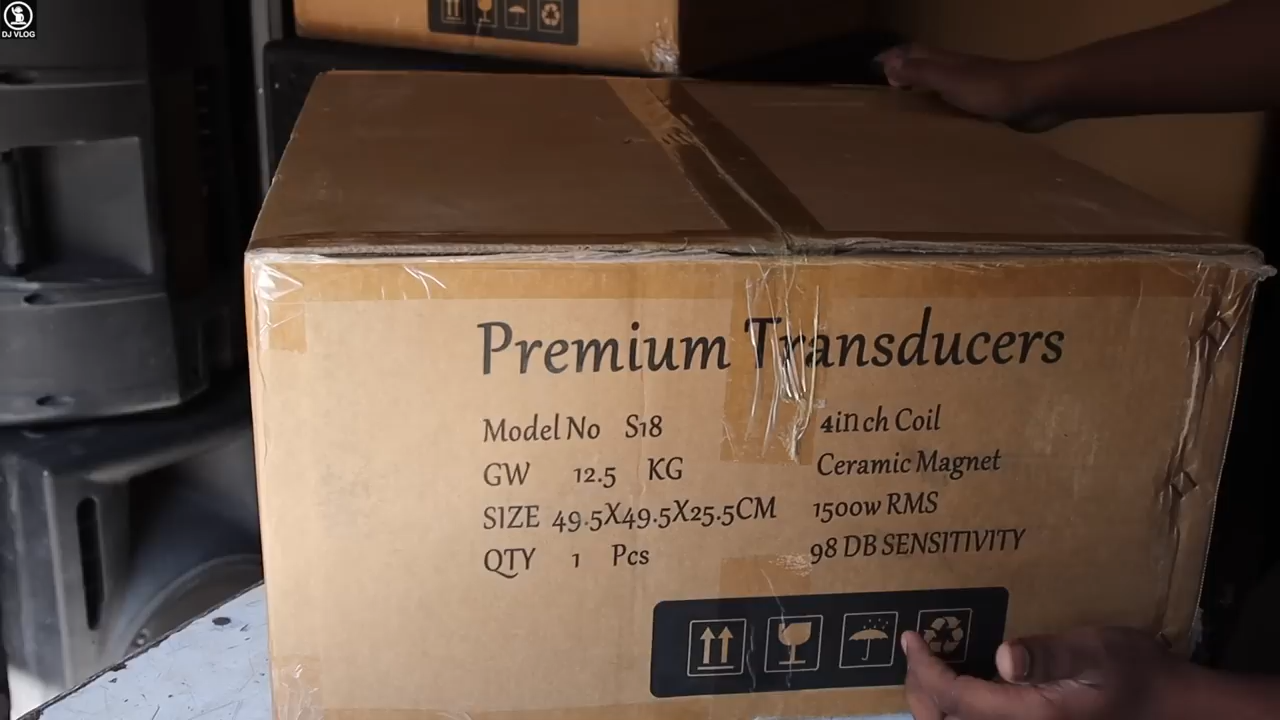 DJ VLOG
Premium Transducers
Model No S18
GW 12.5 KG
SIZE 49.5X49.5X25.5CM
QTY 1 Pcs
4inch Coil
Ceramic Magnet
1500w RMS
98 DB SENSITIVITY